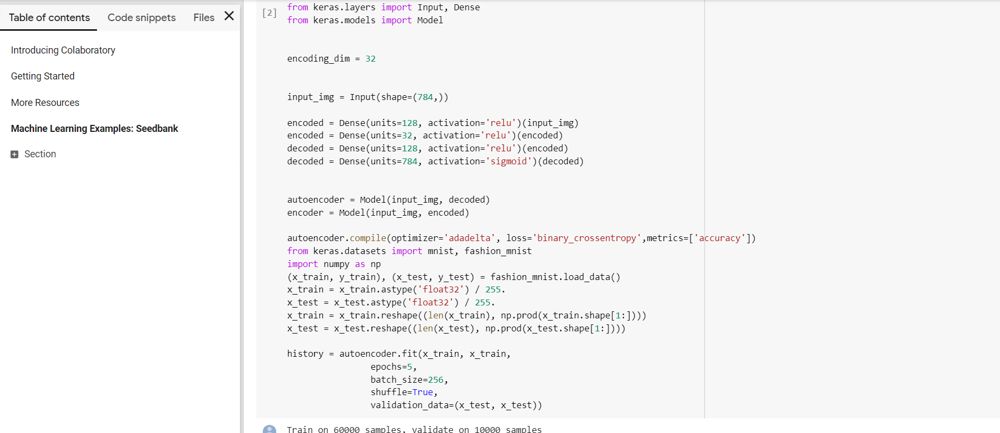 Table of contents Code snippets Files
Introducing Colaboratory
Getting Started
More Resources
Machine Learning Examples: Seedbank
Section
[2]
from keras.layers import Input, Dense
from keras.models import Model
encoding_dim = 32
input_img = Input(shape=(784,))
encoded = Dense(units=128, activation='relu')(input_img)
encoded = Dense(units=32, activation='relu')(encoded)
decoded = Dense(units=128, activation='relu')(encoded)
decoded = Dense(units=784, activation='sigmoid')(decoded)
autoencoder = Model(input_img, decoded)
encoder = Model(input_img, encoded)
autoencoder.compile(optimizer='adadelta', loss='binary_crossentropy',metrics=['accuracy'])
from keras.datasets import mnist, fashion_mnist
import numpy as np
(x_train, y_train), (x_test, y_test) = fashion_mnist.load_data()
x_train = x_train.astype('float32') / 255.
x_test = x_test.astype('float32') / 255.
x_train = x_train.reshape((len(x_train), np.prod(x_train.shape[1:])))
x_test = x_test.reshape((len(x_test), np.prod(x_test.shape[1:])))
history = autoencoder.fit(x_train, x_train,
epochs=5,
batch_size=256,
shuffle=True,
validation_data=(x_test, x_test))
Train on 60000 samples, validate on 10000 samples